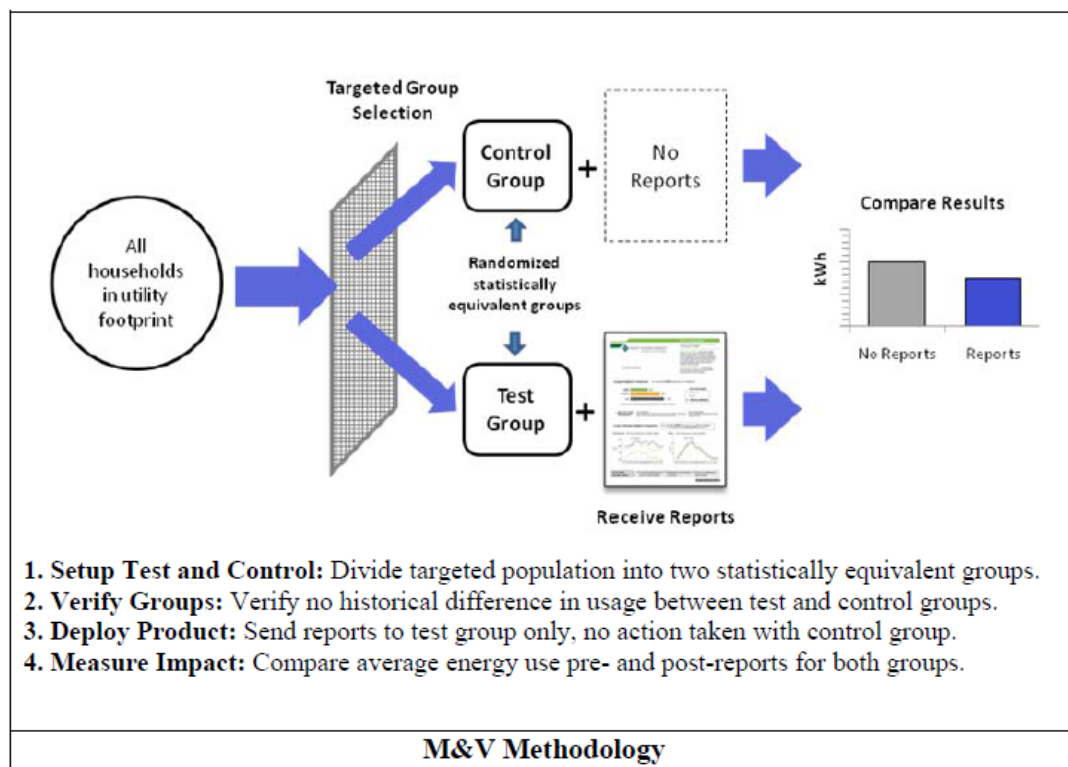 Targeted Group
Selection
All
households
in utility
footprint
Control
Group
+
No
Reports
Randomized
statistically
equivalent groups
Test
Group
+
Receive Reports
Compare Results
kWh
No Reports
Reports
1. Setup Test and Control: Divide targeted population into two statistically equivalent groups.
2. Verify Groups: Verify no historical difference in usage between test and control groups.
3. Deploy Product: Send reports to test group only, no action taken with control group.
4. Measure Impact: Compare average energy use pre- and post-reports for both groups.
M&V Methodology